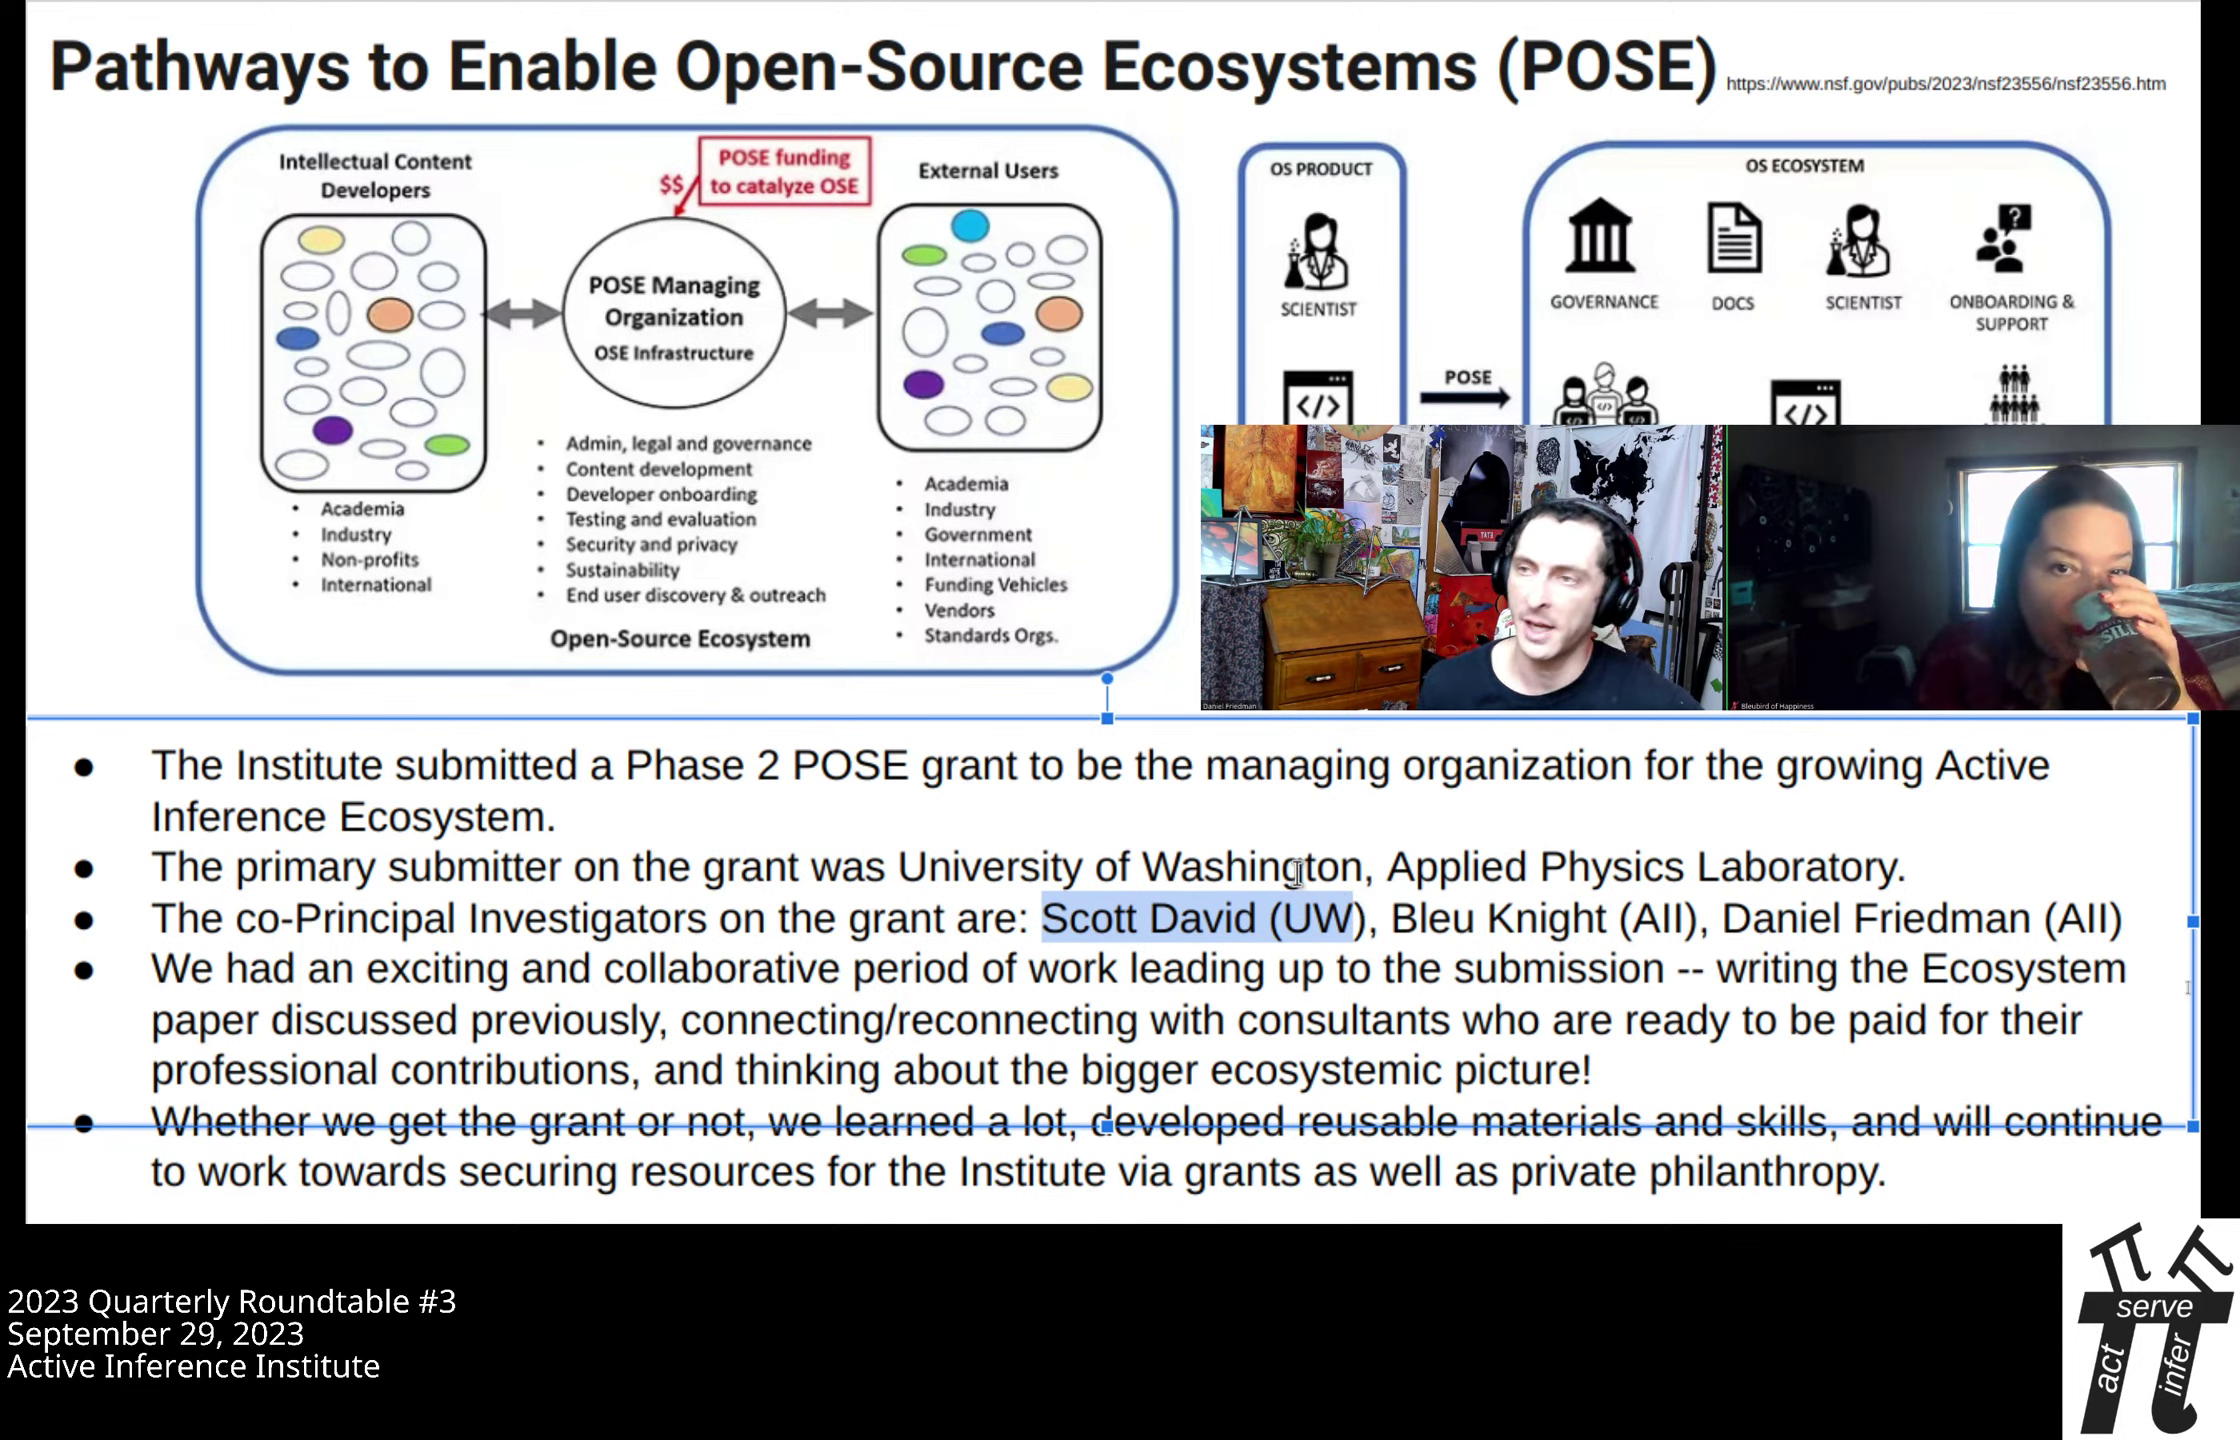 Pathways to Enable Open-Source Ecosystems (POSE)
https://www.nsf.gov/pubs/2023/nsf23556/nsf23556.htm
Intellectual Content
Developers
Academia
Industry
Non-profits
International
$$
POSE funding
to catalyze OSE
POSE Managing
Organization
OSE Infrastructure
Admin, legal and governance
Content development
Developer onboarding
Testing and evaluation
Security and privacy
Sustainability
End user discovery & outreach
Open-Source Ecosystem
External Users
Academia
Industry
Government
International
Funding Vehicles
Vendors
Standards Orgs.
OS PRODUCT
SCIENTIST
</>
POSE
OS ECOSYSTEM
GOVERNANCE
DOCS
SCIENTIST
?
ONBOARDING &
SUPPORT
</>
</>
Daniel Friedman
Bleubird of Happiness
● The Institute submitted a Phase 2 POSE grant to be the managing organization for the growing Active
Inference Ecosystem.
● The primary submitter on the grant was University of Washington, Applied Physics Laboratory.
● The co-Principal Investigators on the grant are: Scott David (UW), Bleu Knight (AII), Daniel Friedman (AII)
● We had an exciting and collaborative period of work leading up to the submission -- writing the Ecosystem
paper discussed previously, connecting/reconnecting with consultants who are ready to be paid for their
professional contributions, and thinking about the bigger ecosystemic picture!
● Whether we get the grant or not, we learned a lot, developed reusable materials and skills, and will continue
to work towards securing resources for the Institute via grants as well as private philanthropy.
2023 Quarterly Roundtable #3
September 29, 2023
Active Inference Institute
serve
act
infer